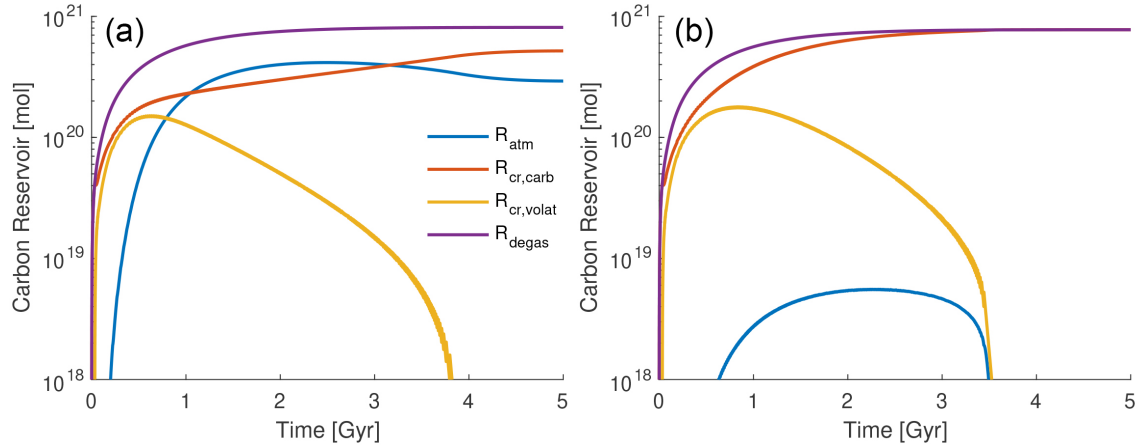 (a)
Carbon Reservoir [mol]
10^21
10^20
10^19
10^18
R_atm
R_cr,carb
R_cr,volat
R_degas
0 1 2 3 4 5
Time [Gyr]
(b)
Carbon Reservoir [mol]
10^21
10^20
10^19
10^18
0 1 2 3 4 5
Time [Gyr]